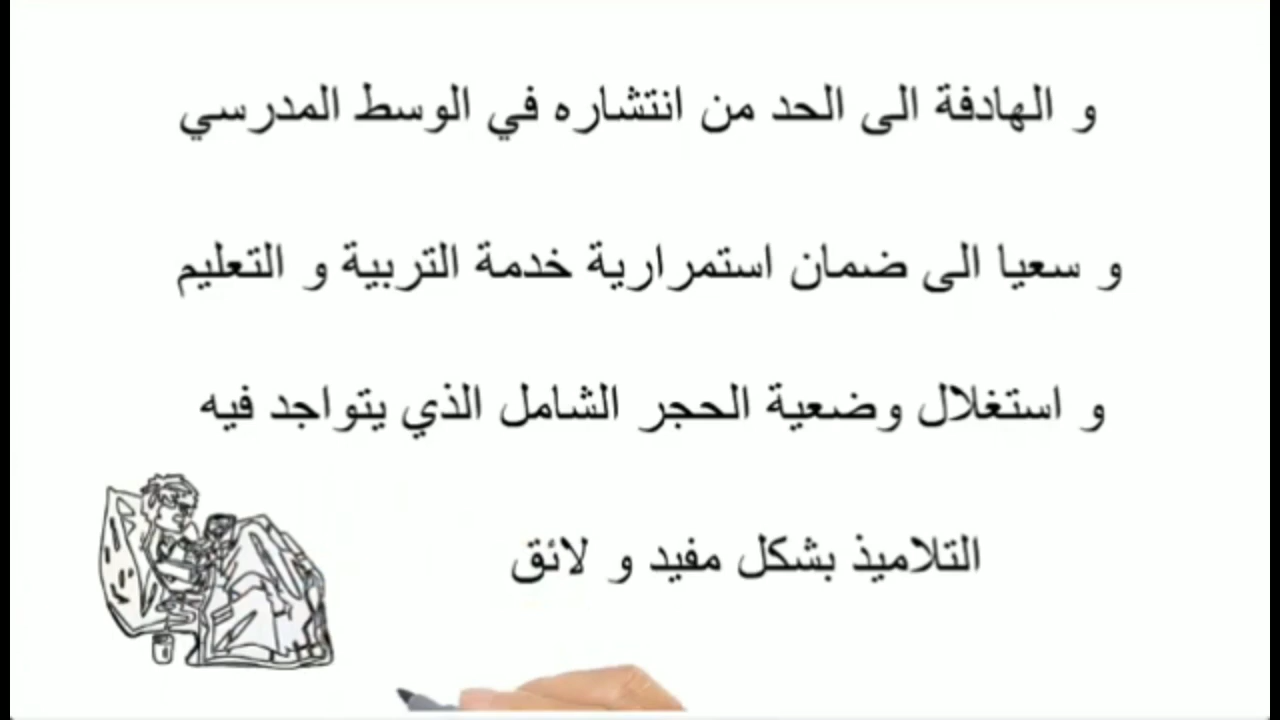 و الهادفة الى الحد من انتشاره في الوسط المدرسي
و سعيا الى ضمان استمرارية خدمة التربية و التعليم
و استغلال وضعية الحجر الشامل الذي يتواجد فيه
التلاميذ بشكل مفيد و لائق